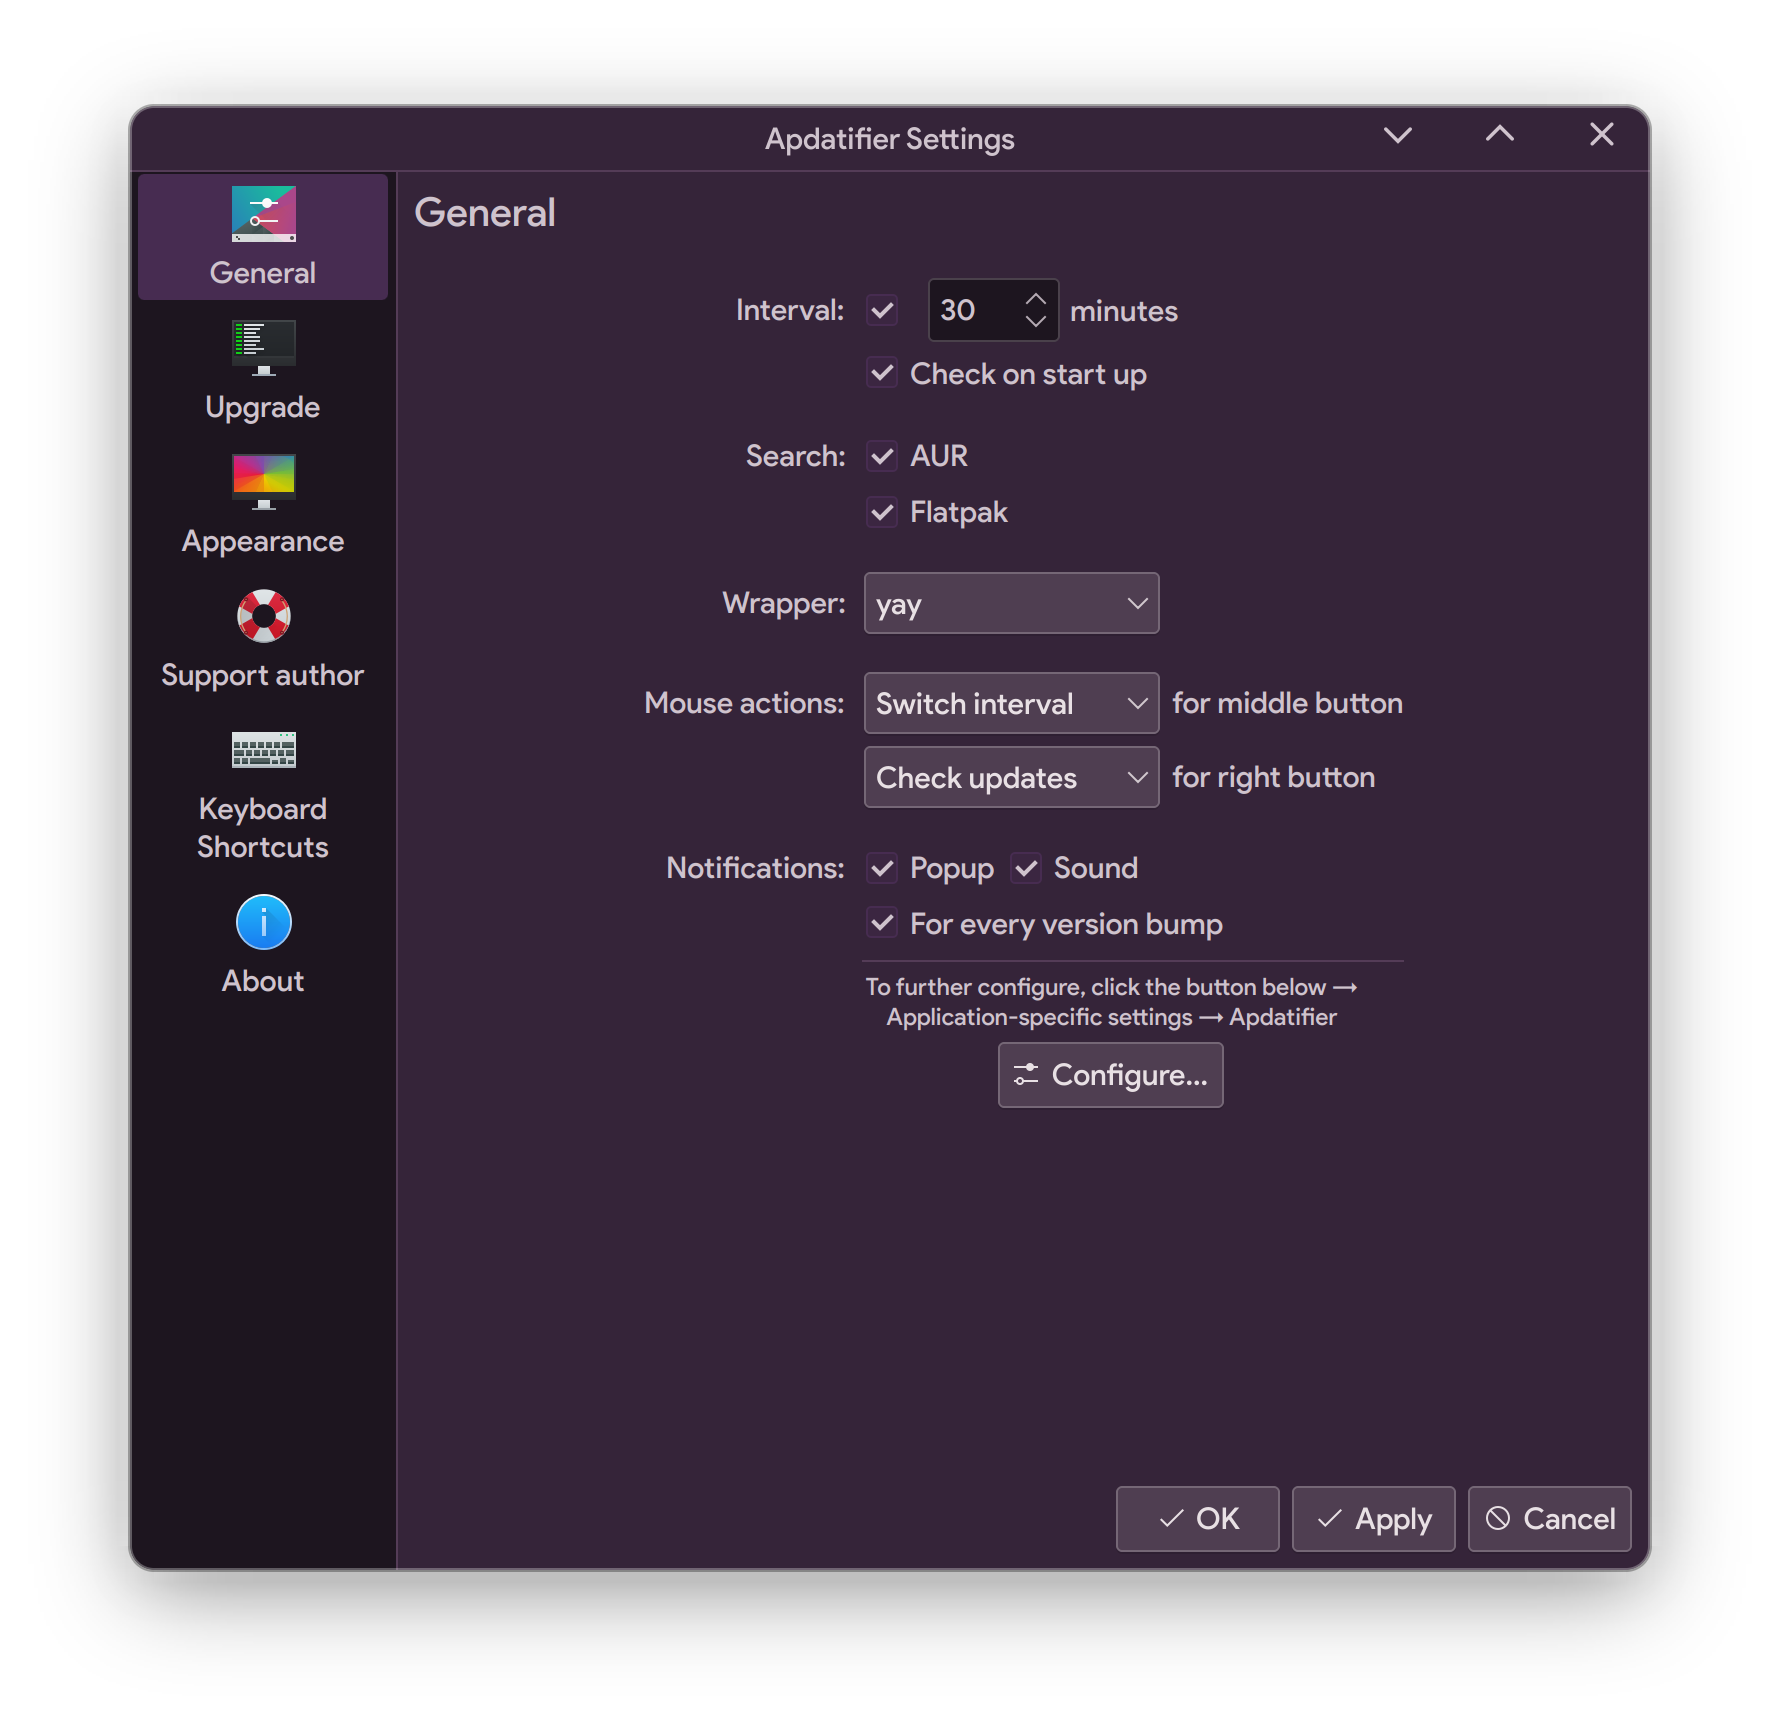 Apdatifier Settings
General
Upgrade
Appearance
Support author
Keyboard
Shortcuts
About
General
Interval: 30 minutes
Check on start up
Search: AUR
Flatpak
Wrapper: yay
Mouse actions: Switch interval for middle button
Check updates for right button
Notifications: Popup Sound
For every version bump
To further configure, click the button below →
Application-specific settings → Apdatifier
Configure...
OK Apply Cancel